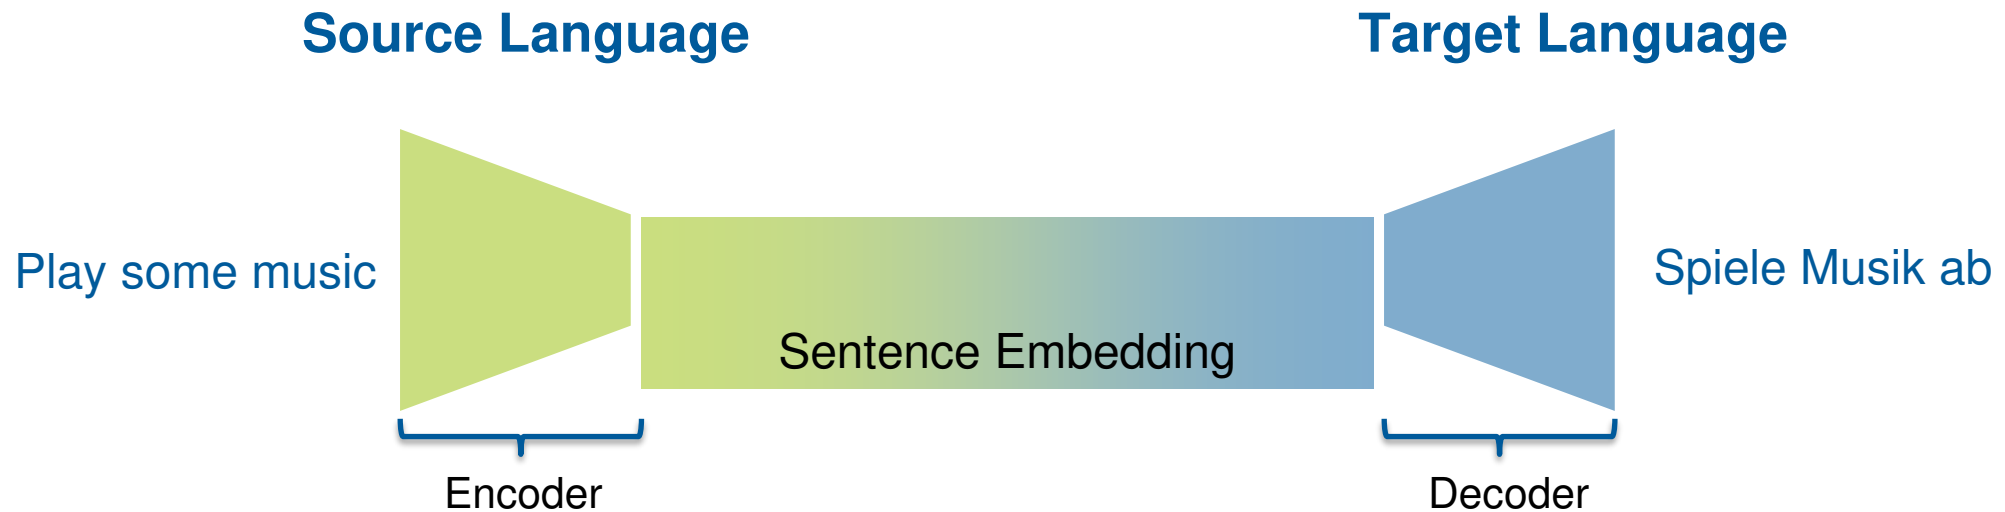 Source Language
Target Language
Play some music
Spiele Musik ab
Sentence Embedding
Encoder
Decoder